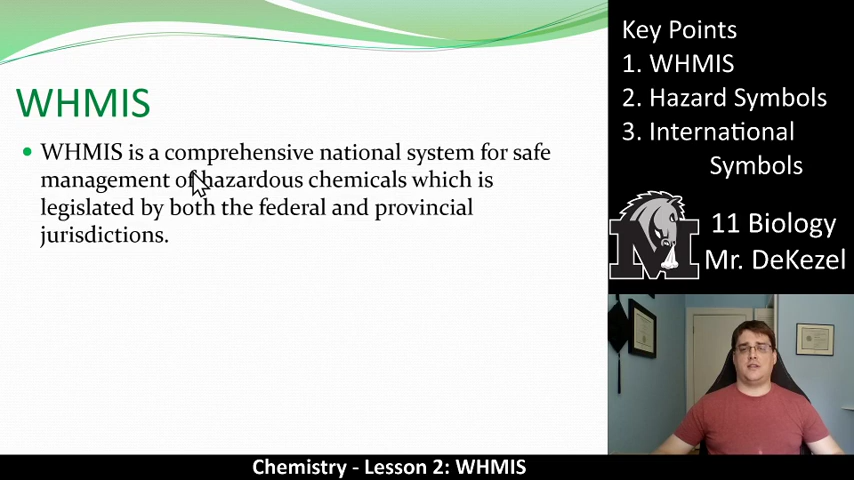 WHMIS
WHMIS is a comprehensive national system for safe
management of hazardous chemicals which is
legislated by both the federal and provincial
jurisdictions.
Key Points
1. WHMIS
2. Hazard Symbols
3. International
Symbols
M
11 Biology
Mr. DeKezel
Chemistry - Lesson 2: WHMIS